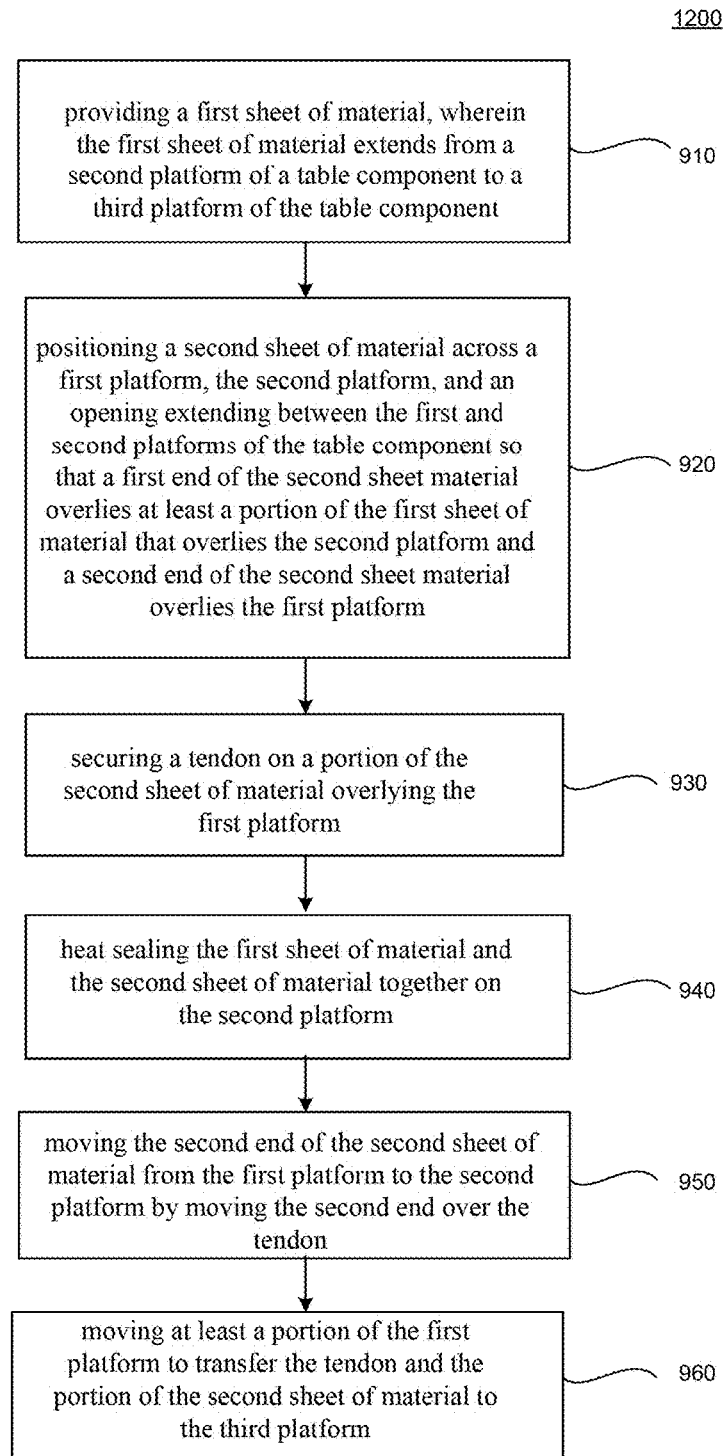 1200
providing a first sheet of material, wherein
the first sheet of material extends from a
second platform of a table component to a
third platform of the table component
910
positioning a second sheet of material across a
first platform, the second platform, and an
opening extending between the first and
second platforms of the table component so
that a first end of the second sheet material
overlies at least a portion of the first sheet of
material that overlies the second platform and
a second end of the second sheet material
overlies the first platform
920
securing a tendon on a portion of the
second sheet of material overlying the
first platform
930
heat sealing the first sheet of material and
the second sheet of material together on
the second platform
940
moving the second end of the second sheet of
material from the first platform to the second
platform by moving the second end over the
tendon
950
moving at least a portion of the first
platform to transfer the tendon and the
portion of the second sheet of material to
the third platform
960